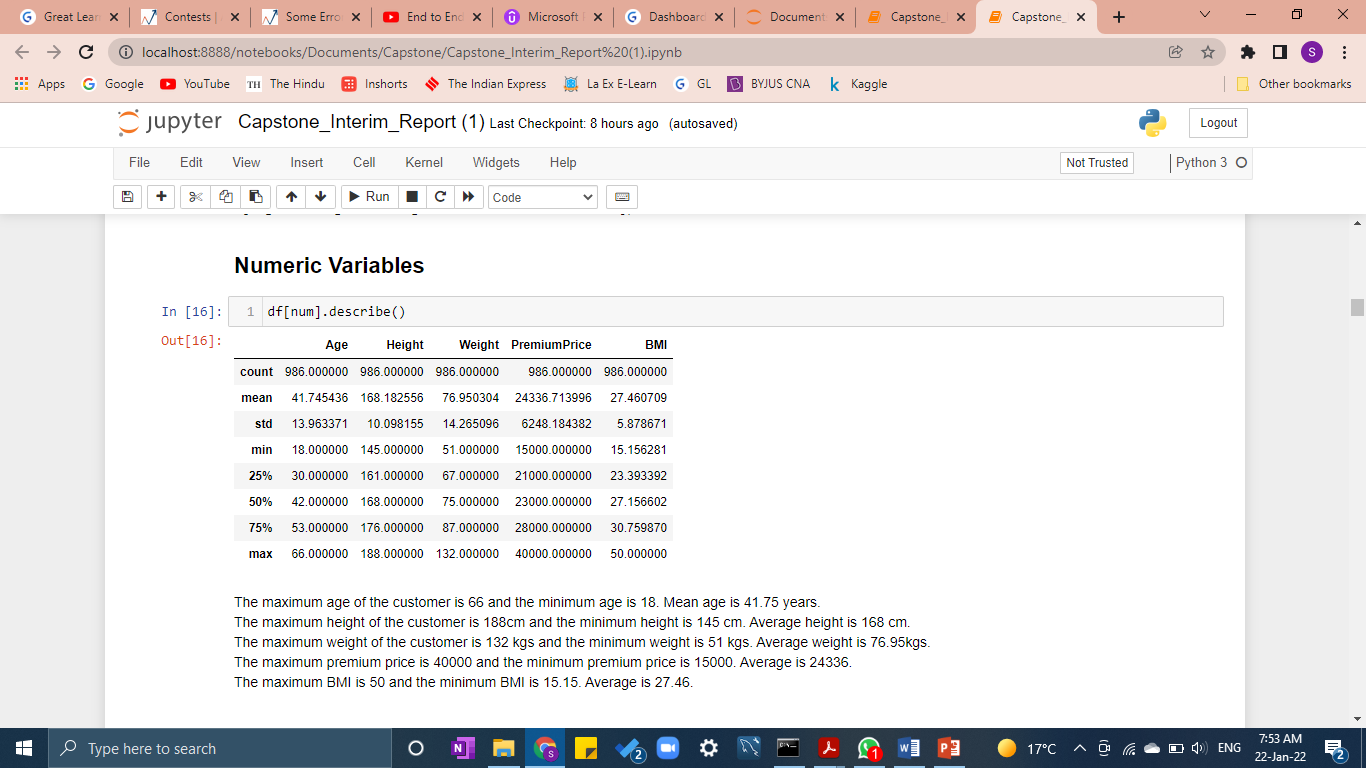 Great Lear
Contests |
Some Erro
End to End
Microsoft
Dashboard
Document
Capstone_
Capstone_
localhost:8888/notebooks/Documents/Capstone/Capstone_Interim_Report%20(1).ipynb
S
Apps Google YouTube TH The Hindu Inshorts The Indian Express La Ex E-Learn GL BYJUS CNA Kaggle Other bookmarks
jupyter Capstone_Interim_Report (1) Last Checkpoint: 8 hours ago (autosaved) Logout
File Edit View Insert Cell Kernel Widgets Help Not Trusted Python 3
Run Code
Numeric Variables
In [16]: 1 df[num].describe()
Out[16]:
Age Height Weight PremiumPrice BMI
count 986.000000 986.000000 986.000000 986.000000 986.000000
mean 41.745436 168.182556 76.950304 24336.713996 27.460709
std 13.963371 10.098155 14.265096 6248.184382 5.878671
min 18.000000 145.000000 51.000000 15000.000000 15.156281
25% 30.000000 161.000000 67.000000 21000.000000 23.393392
50% 42.000000 168.000000 75.000000 23000.000000 27.156602
75% 53.000000 176.000000 87.000000 28000.000000 30.759870
max 66.000000 188.000000 132.000000 40000.000000 50.000000
The maximum age of the customer is 66 and the minimum age is 18. Mean age is 41.75 years.
The maximum height of the customer is 188cm and the minimum height is 145 cm. Average height is 168 cm.
The maximum weight of the customer is 132 kgs and the minimum weight is 51 kgs. Average weight is 76.95kgs.
The maximum premium price is 40000 and the minimum premium price is 15000. Average is 24336.
The maximum BMI is 50 and the minimum BMI is 15.15. Average is 27.46.
Type here to search
2
1
17°C
ENG
7:53 AM
22-Jan-22
2